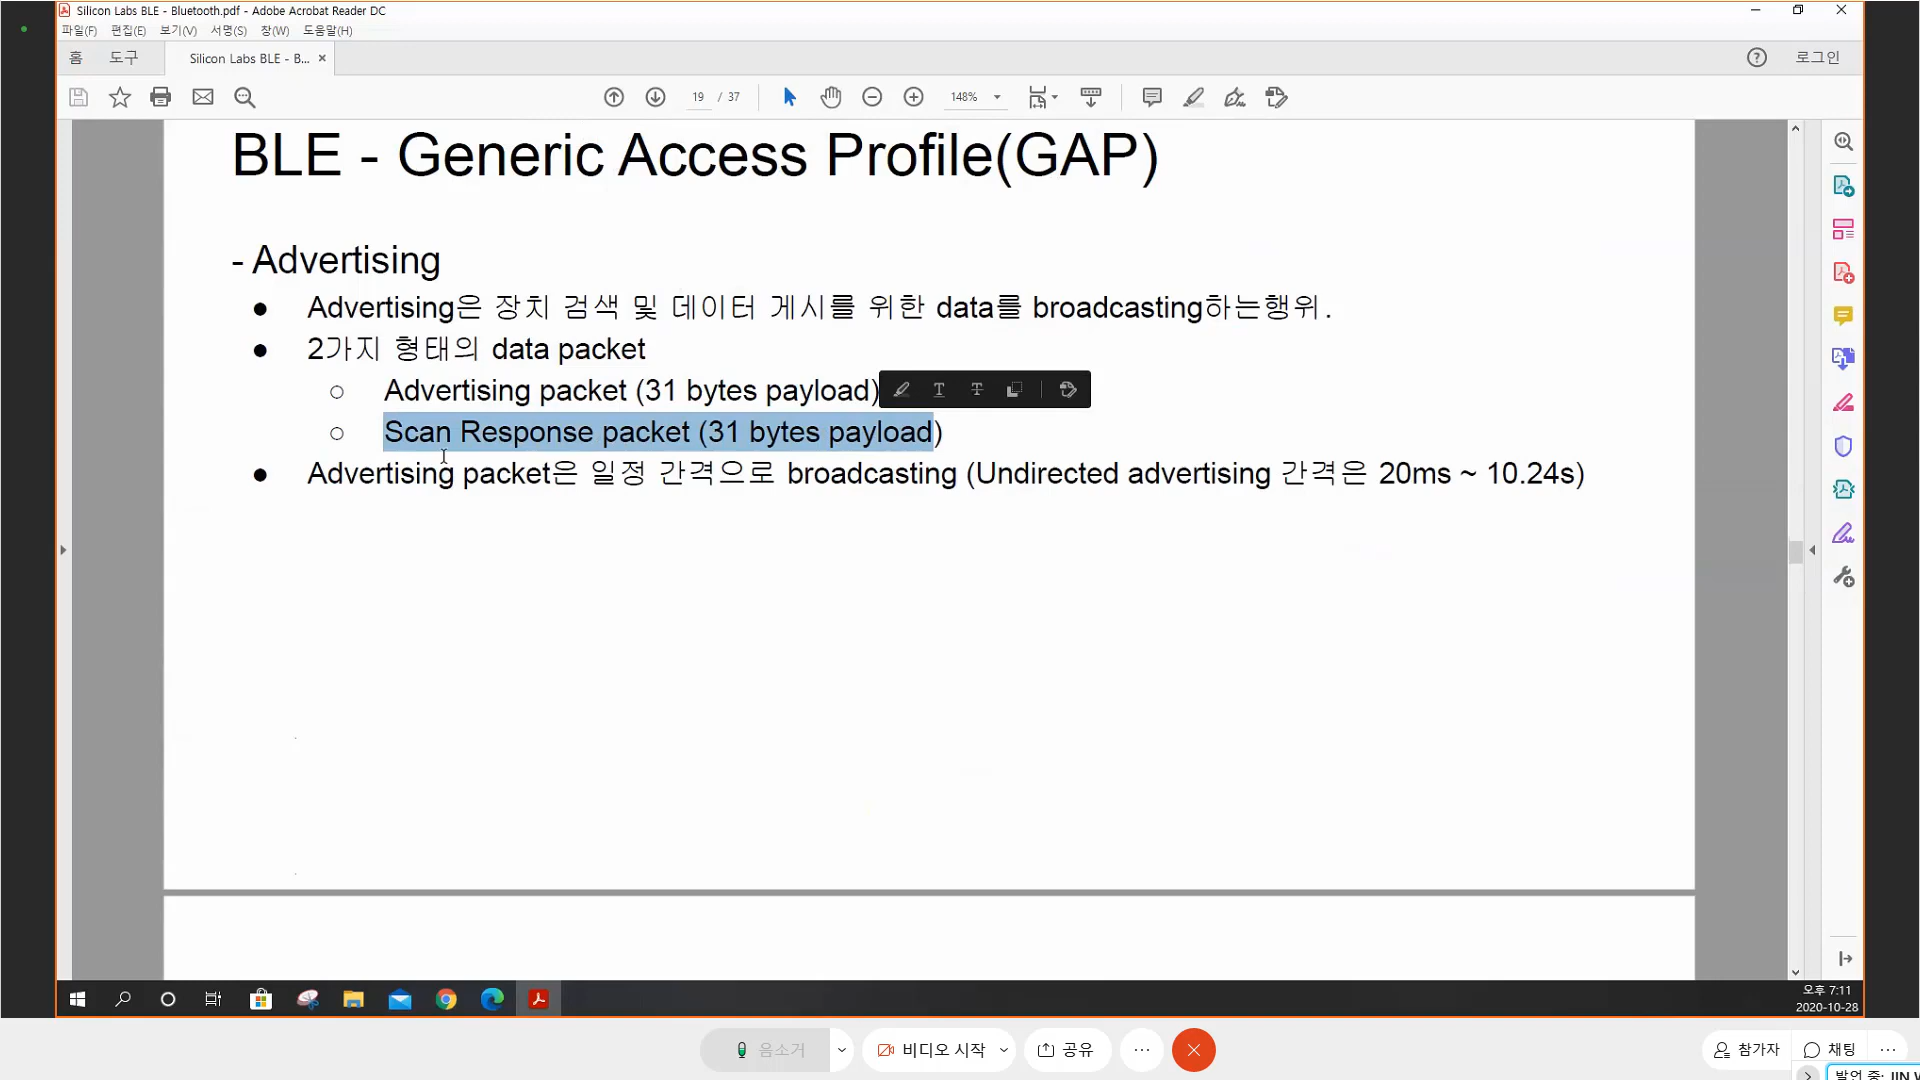 Silicon Labs BLE - Bluetooth.pdf - Adobe Acrobat Reader DC
파일(F) 편집(E) 보기(V) 서명(S) 창(W) 도움말(H)
홈 도구 Silicon Labs BLE - B... × 로그인
19 / 37 148%
BLE - Generic Access Profile(GAP)
- Advertising
● Advertising은 장치 검색 및 데이터 게시를 위한 data를 broadcasting하는행위.
● 2가지 형태의 data packet
○ Advertising packet (31 bytes payload)
○ Scan Response packet (31 bytes payload)
● Advertising packet은 일정 간격으로 broadcasting (Undirected advertising 간격은 20ms ~ 10.24s)
오후 7:11
2020-10-28
음소거 비디오 시작 공유 참가자 채팅
발언 중: JIN